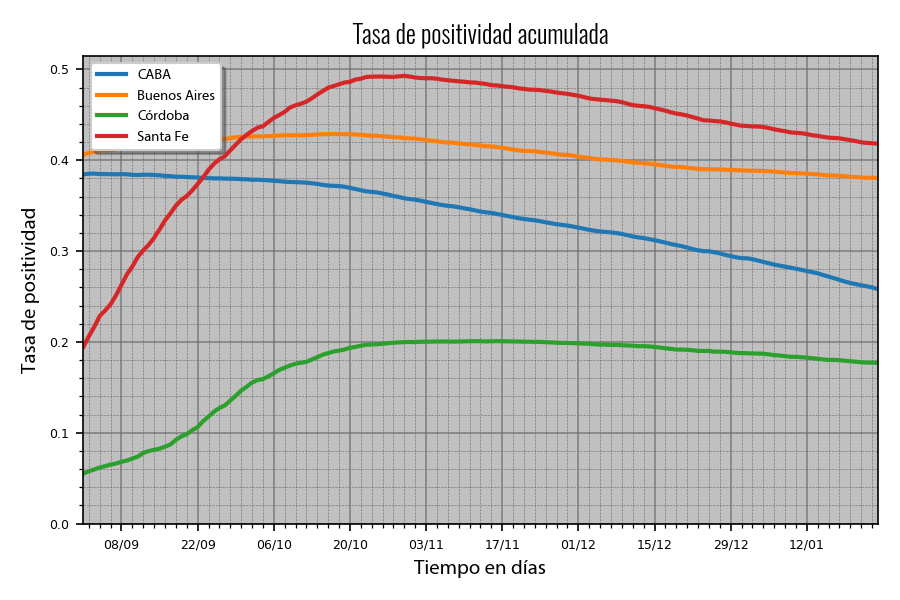 Tasa de positividad acumulada
CABA
Buenos Aires
Córdoba
Santa Fe
Tasa de positividad
0.5
0.4
0.3
0.2
0.1
0.0
08/09 22/09 06/10 20/10 03/11 17/11 01/12 15/12 29/12 12/01
Tiempo en días